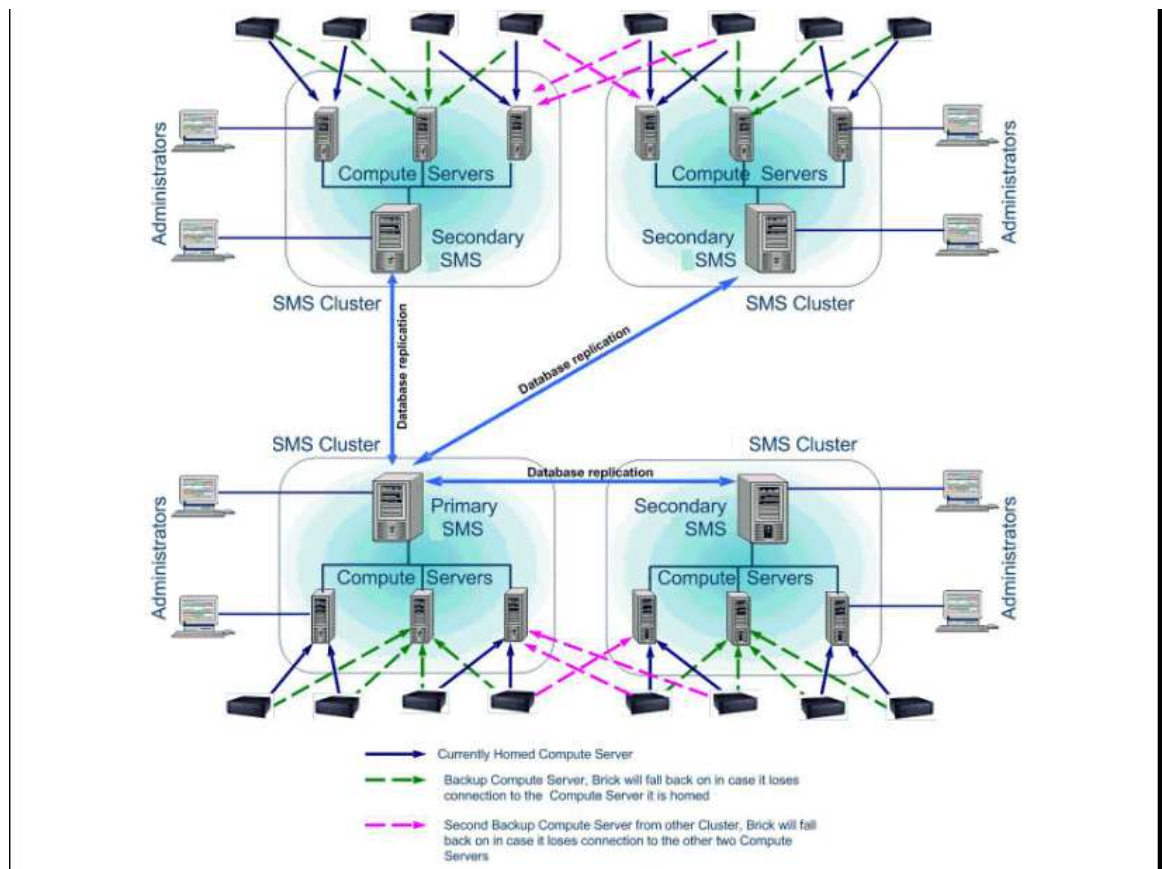 Administrators
Compute Servers
Secondary
SMS
SMS Cluster
Compute Servers
Secondary
SMS
SMS Cluster
Administrators
Database replication
Database replication
SMS Cluster
SMS Cluster
Database replication
Administrators
Primary
SMS
Compute Servers
Secondary
SMS
Compute Servers
Administrators
Currently Homed Compute Server
Backup Compute Server, Brick will fall back on in case it loses
connection to the Compute Server it is homed
Second Backup Compute Server from other Cluster, Brick will fall
back on in case it loses connection to the other two Compute
Servers